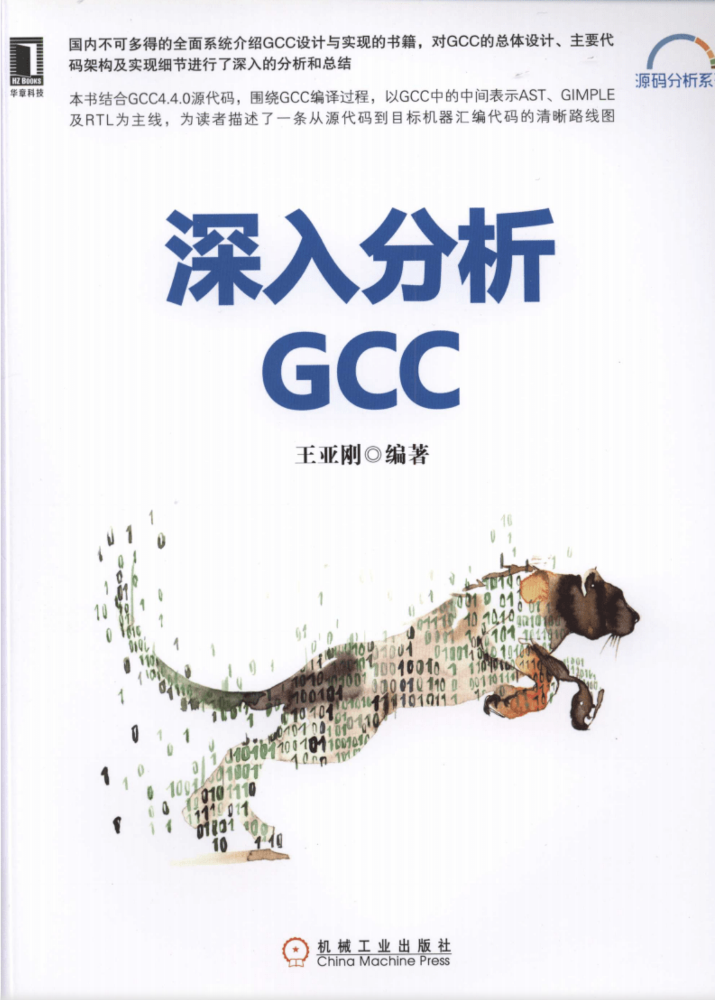 国内不可多得的全面系统介绍GCC设计与实现的书籍，对GCC的总体设计、主要代
码架构及实现细节进行了深入的分析和总结
HZ BOOKS
华章科技
源码分析系
本书结合GCC4.4.0源代码，围绕GCC编译过程，以GCC中的中间表示AST、GIMPLE
及RTL为主线，为读者描述了一条从源代码到目标机器汇编代码的清晰路线图
深入分析
GCC
王亚刚◎编著
机械工业出版社
China Machine Press